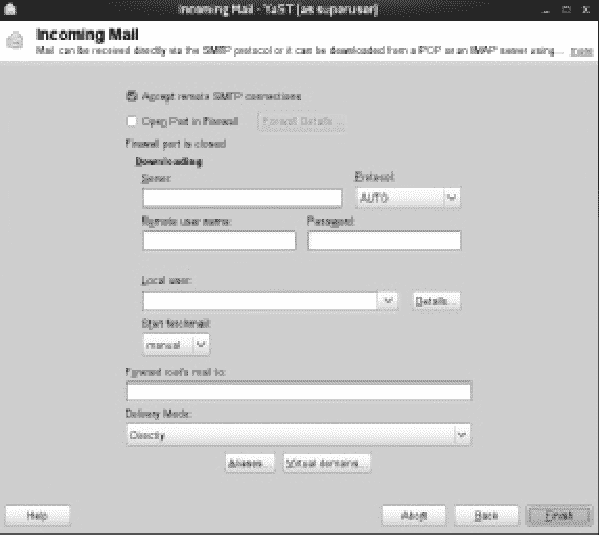 Incoming Mail - YaST [as superuser]
Incoming Mail
Mail can be received directly via the SMTP protocol or it can be downloaded from a POP or an IMAP server using... more
Accept remote SMTP connections
Open Port in Firewall Firewall Details ...
Firewall port is closed
Downloading
Server: Protocol:
AUTO
Remote user name: Password:
Local user:
Details...
Start fetchmail:
manual
Forward root's mail to:
Delivery Mode:
Directly
Aliases... Virtual domains...
Help Abort Back Finish